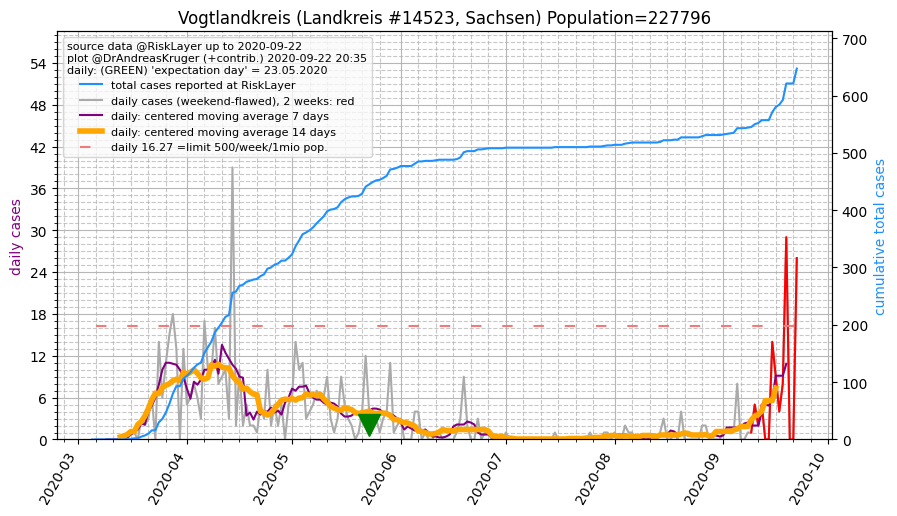 Vogtlandkreis (Landkreis #14523, Sachsen) Population=227796
source data @RiskLayer up to 2020-09-22
plot @DrAndreasKruger (+contrib.) 2020-09-22 20:35
daily: (GREEN) 'expectation day' = 23.05.2020
total cases reported at RiskLayer
daily cases (weekend-flawed), 2 weeks: red
daily: centered moving average 7 days
daily: centered moving average 14 days
daily 16.27 =limit 500/week/1mio pop.
daily cases
54
48
42
36
30
24
18
12
6
0
700
600
500
400
300
200
100
0
cumulative total cases
2020-03
2020-04
2020-05
2020-06
2020-07
2020-08
2020-09
2020-10